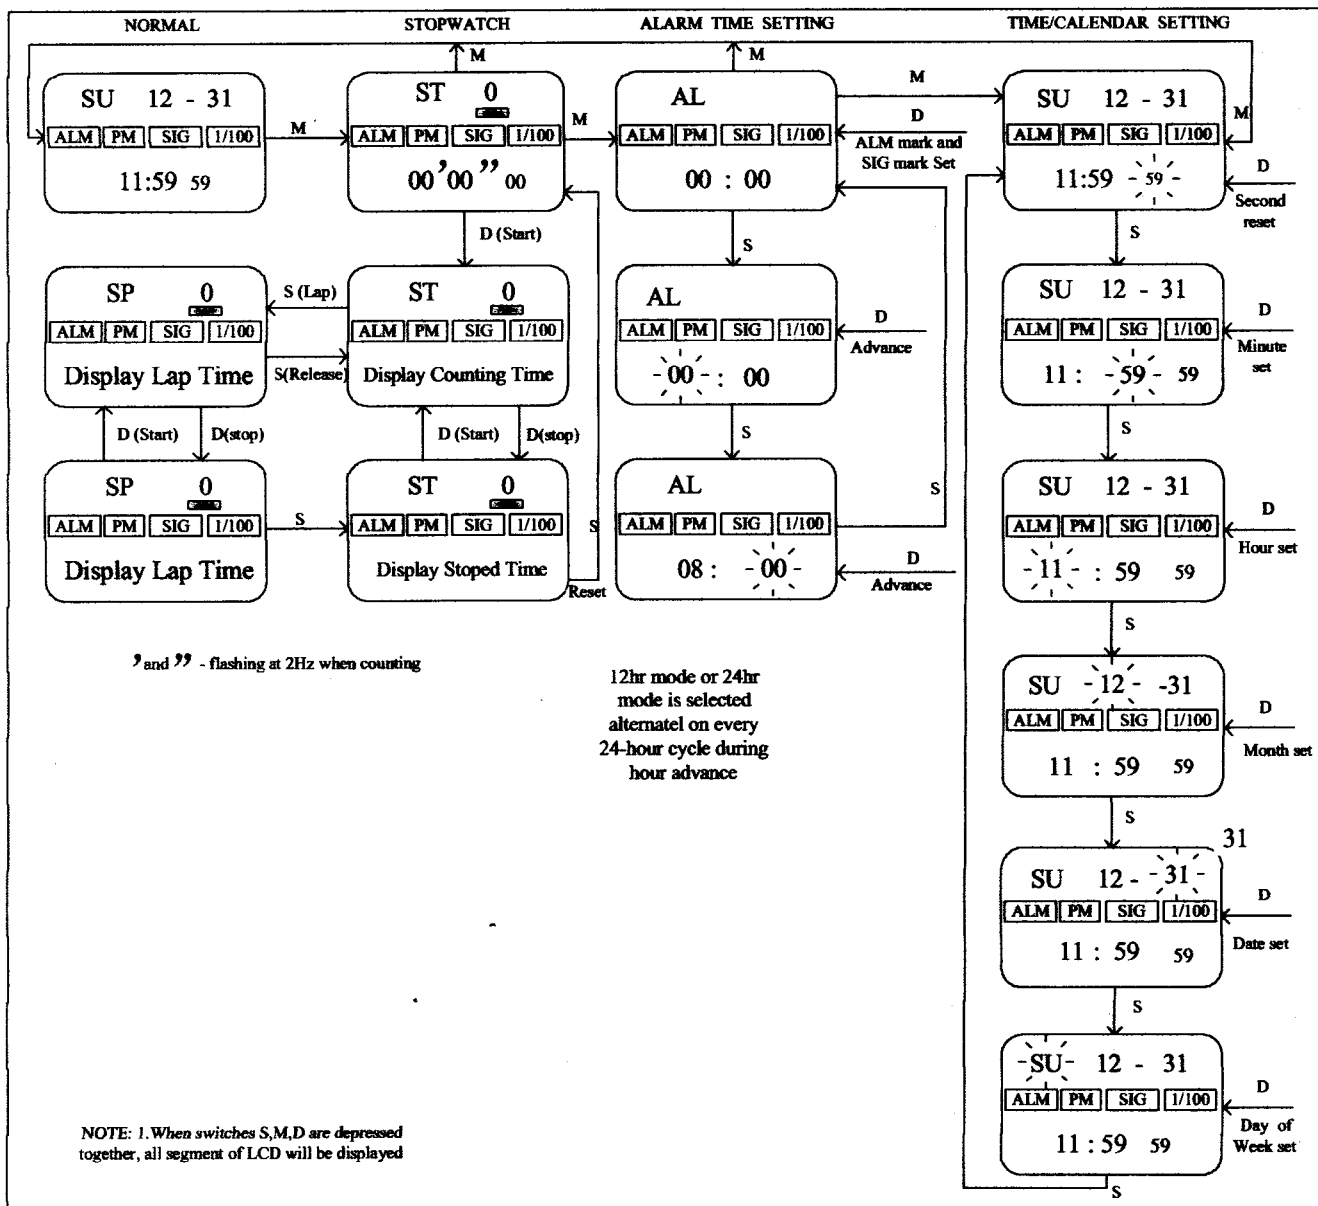 NORMAL
STOPWATCH
ALARM TIME SETTING
TIME/CALENDAR SETTING
M
M
SU 12 - 31
ALM PM SIG 1/100
11:59 59
M
ST 0
ALM PM SIG 1/100
00'00" 00
M
AL
ALM PM SIG 1/100
00 : 00
M
D
ALM mark and
SIG mark Set
SU 12 - 31
ALM PM SIG 1/100
11:59 - 59 -
M
D
Second
reset
D (Start)
S
S
SP 0
ALM PM SIG 1/100
Display Lap Time
S (Lap)
S(Release)
ST 0
ALM PM SIG 1/100
Display Counting Time
AL
ALM PM SIG 1/100
- 00 - : 00
D
Advance
SU 12 - 31
ALM PM SIG 1/100
11 : - 59 - 59
D
Minute
set
D (Start)
D(stop)
D (Start)
D(stop)
S
S
SP 0
ALM PM SIG 1/100
Display Lap Time
S
ST 0
ALM PM SIG 1/100
Display Stoped Time
S
Reset
AL
ALM PM SIG 1/100
08 : - 00 -
S
D
Advance
SU 12 - 31
ALM PM SIG 1/100
- 11 - : 59 59
D
Hour set
S
' and " - flashing at 2Hz when counting
12hr mode or 24hr
mode is selected
alternatel on every
24-hour cycle during
hour advance
SU - 12 - -31
ALM PM SIG 1/100
11 : 59 59
D
Month set
S
31
SU 12 - - 31 -
ALM PM SIG 1/100
11 : 59 59
D
Date set
S
- SU - 12 - 31
ALM PM SIG 1/100
11 : 59 59
D
Day of
Week set
S
NOTE: 1.When switches S,M,D are depressed
together, all segment of LCD will be displayed